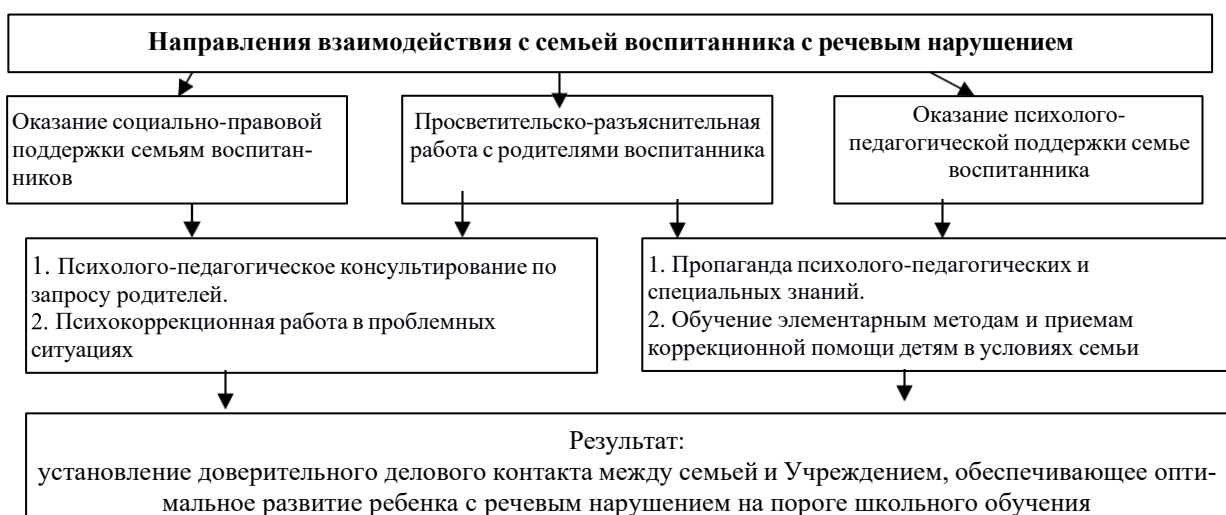 Направления взаимодействия с семьей воспитанника с речевым нарушением
Оказание социально-правовой
поддержки семьям воспитан-
ников
Просветительско-разъяснительная
работа с родителями воспитанника
Оказание психолого-
педагогической поддержки семье
воспитанника
1. Психолого-педагогическое консультирование по
запросу родителей.
2. Психокоррекционная работа в проблемных
ситуациях
1. Пропаганда психолого-педагогических и
специальных знаний.
2. Обучение элементарным методам и приемам
коррекционной помощи детям в условиях семьи
Результат:
установление доверительного делового контакта между семьей и Учреждением, обеспечивающее опти-
мальное развитие ребенка с речевым нарушением на пороге школьного обучения